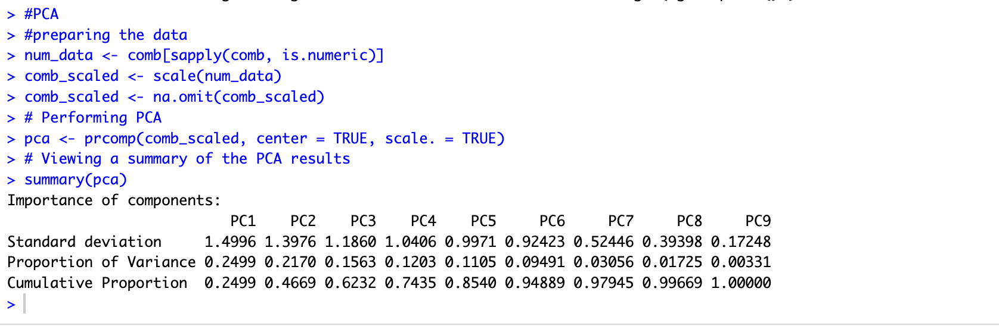 > #PCA
> #preparing the data
> num_data <- comb[sapply(comb, is.numeric)]
> comb_scaled <- scale(num_data)
> comb_scaled <- na.omit(comb_scaled)
> # Performing PCA
> pca <- prcomp(comb_scaled, center = TRUE, scale. = TRUE)
> # Viewing a summary of the PCA results
> summary(pca)
Importance of components:
                          PC1    PC2    PC3    PC4    PC5     PC6     PC7     PC8     PC9
Standard deviation     1.4996 1.3976 1.1860 1.0406 0.9971 0.92423 0.52446 0.39398 0.17248
Proportion of Variance 0.2499 0.2170 0.1563 0.1203 0.1105 0.09491 0.03056 0.01725 0.00331
Cumulative Proportion  0.2499 0.4669 0.6232 0.7435 0.8540 0.94889 0.97945 0.99669 1.00000
>